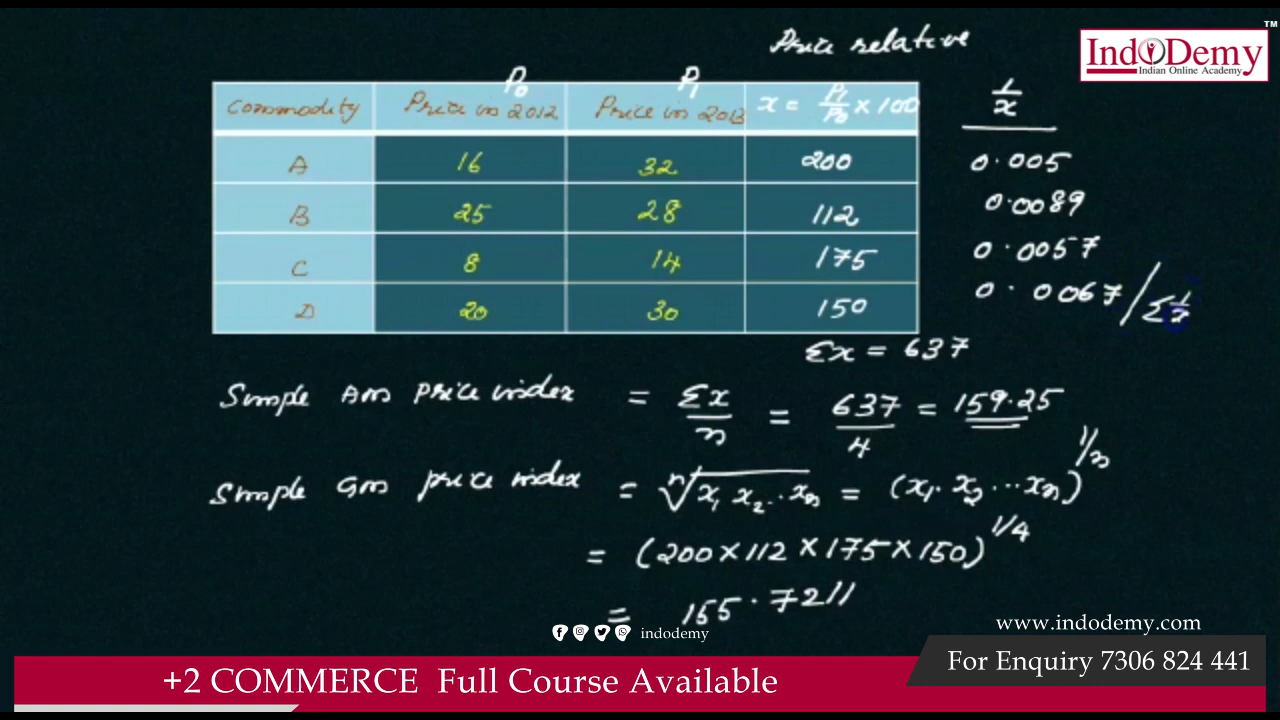 Price relative
TM
IndODemy
Indian Online Academy
P₀ P₁
Commodity Price in 2012 Price in 2013 x = P₁/P₀ × 100 1/x
A 16 32 200 0.005
B 25 28 112 0.0089
C 8 14 175 0.0057
D 20 30 150 0.0067 / Σ1/x
Σx = 637
Simple Am price index = Σx/n = 637/4 = 159.25
Simple Gm price index = ⁿ√x₁ x₂..xₙ = (x₁. x₂ ... xₙ)^1/n
= (200×112×175×150)^1/4
= 155.7211
indodemy
www.indodemy.com
For Enquiry 7306 824 441
+2 COMMERCE Full Course Available